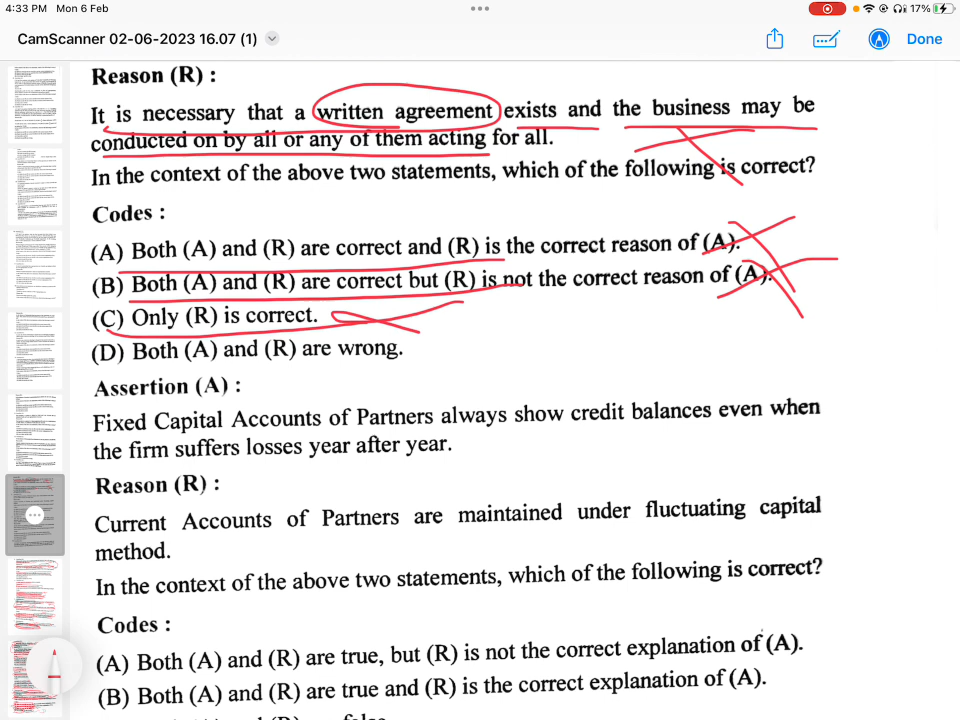 4:33 PM Mon 6 Feb
17%
CamScanner 02-06-2023 16.07 (1)
Done
Reason (R) :
It is necessary that a written agreement exists and the business may be
conducted on by all or any of them acting for all.
In the context of the above two statements, which of the following is correct?
Codes :
(A) Both (A) and (R) are correct and (R) is the correct reason of (A).
(B) Both (A) and (R) are correct but (R) is not the correct reason of (A).
(C) Only (R) is correct.
(D) Both (A) and (R) are wrong.
Assertion (A) :
Fixed Capital Accounts of Partners always show credit balances even when
the firm suffers losses year after year.
Reason (R) :
Current Accounts of Partners are maintained under fluctuating capital
method.
In the context of the above two statements, which of the following is correct?
Codes :
(A) Both (A) and (R) are true, but (R) is not the correct explanation of (A).
(B) Both (A) and (R) are true and (R) is the correct explanation of (A).